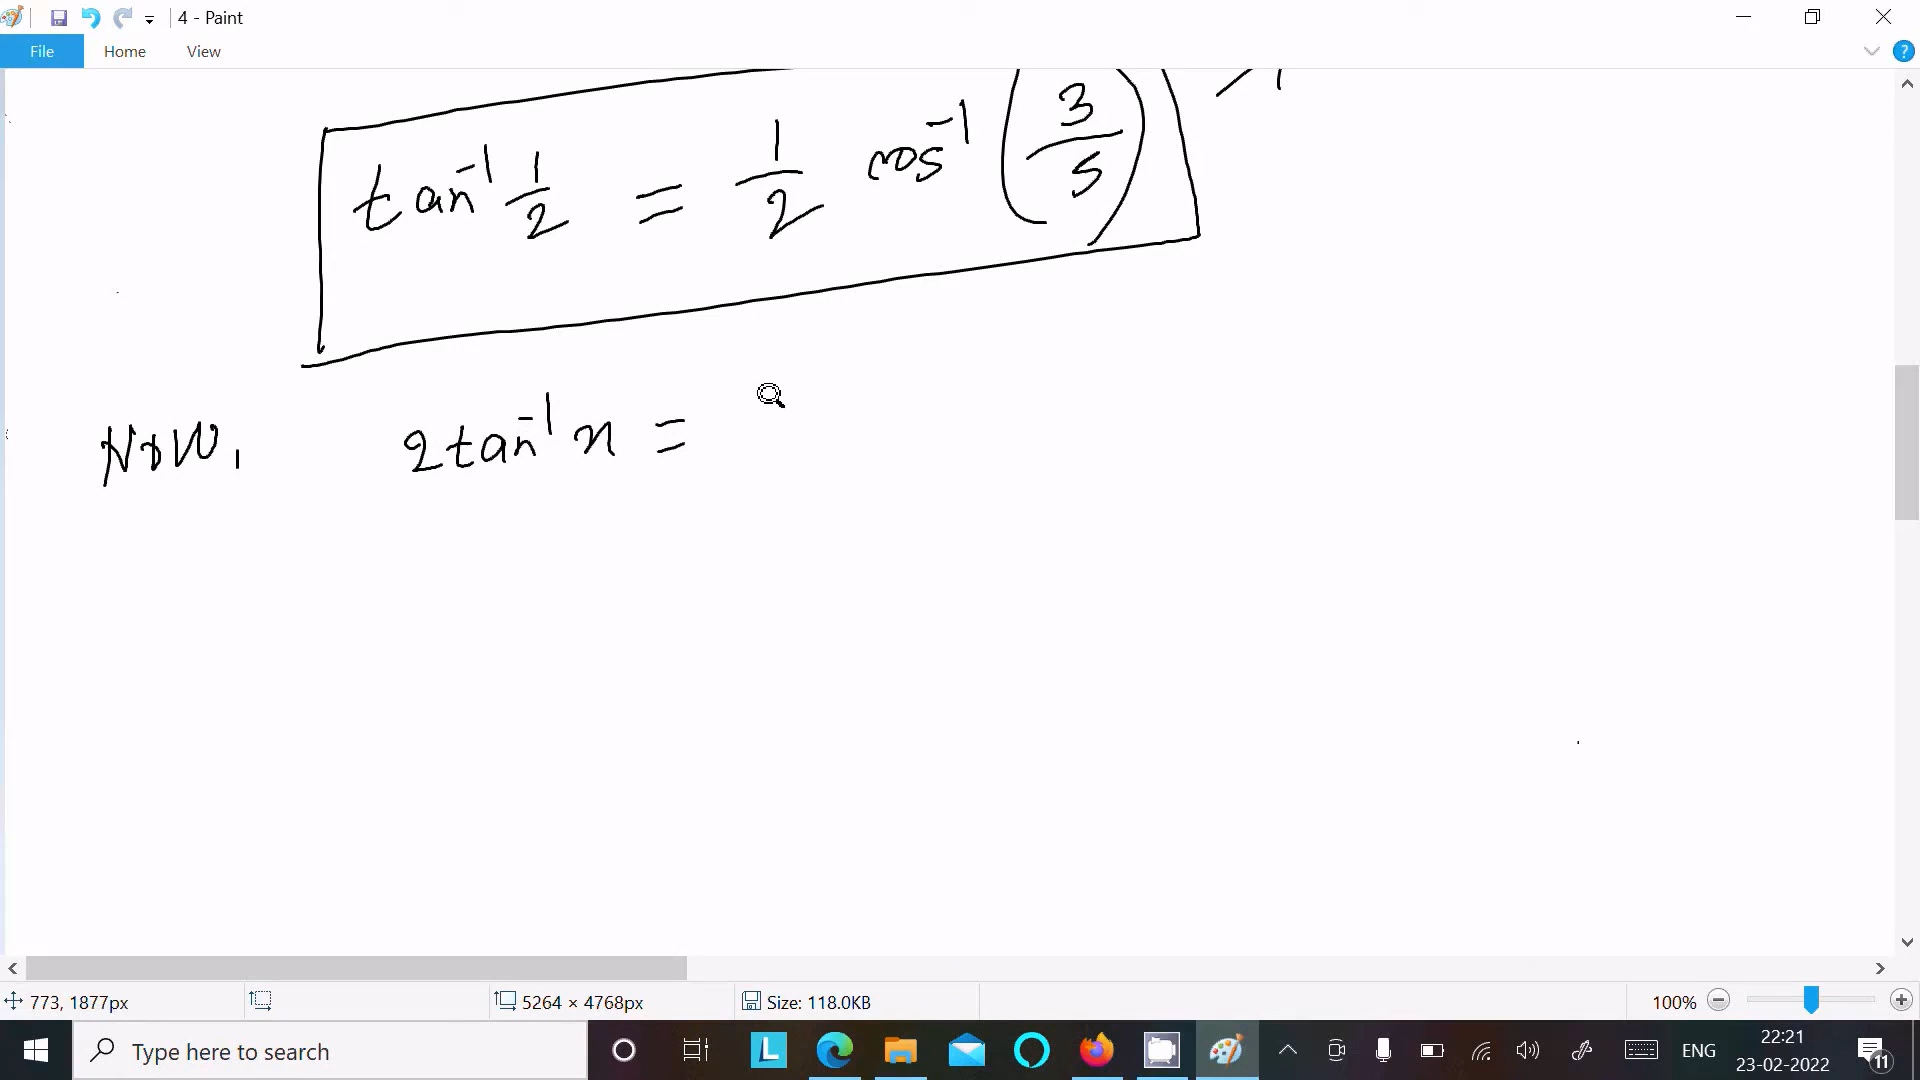 4 - Paint
File Home View
tan⁻¹ 1/2 = 1/2 cos⁻¹ (3/5)
Now, 2tan⁻¹ x =
773, 1877px 5264 × 4768px Size: 118.0KB 100%
Type here to search L ENG 22:21
23-02-2022 11